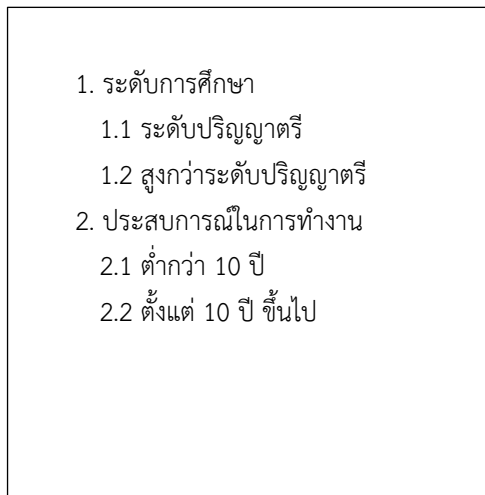 1. ระดับการศึกษา
1.1 ระดับปริญญาตรี
1.2 สูงกว่าระดับปริญญาตรี
2. ประสบการณ์ในการทำงาน
2.1 ต่ำกว่า 10 ปี
2.2 ตั้งแต่ 10 ปี ขึ้นไป